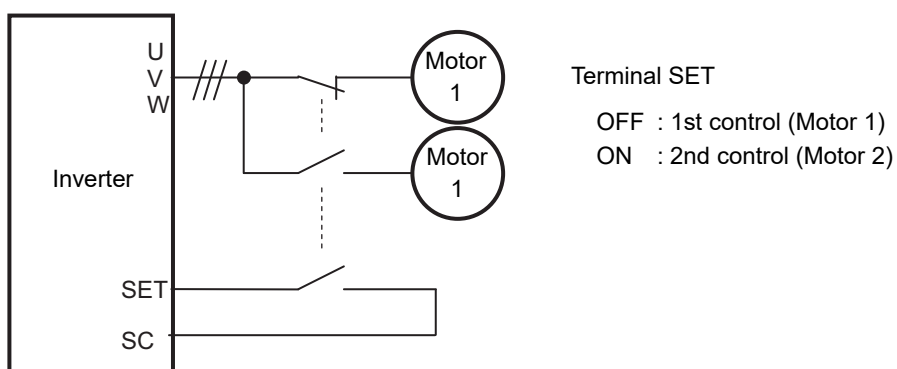 U
V
W
Motor
1
Terminal SET
OFF : 1st control (Motor 1)
ON : 2nd control (Motor 2)
Motor
1
Inverter
SET
SC